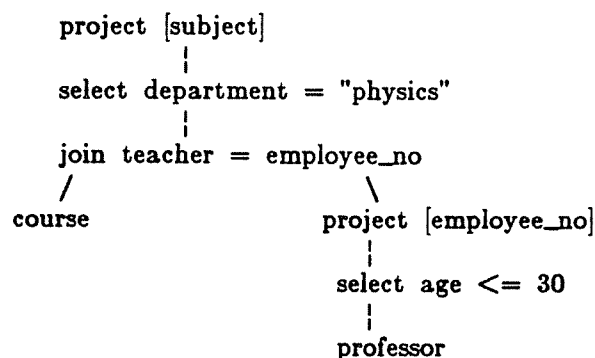 project [subject]
select department = "physics"
join teacher = employee_no
course
project [employee_no]
select age <= 30
professor